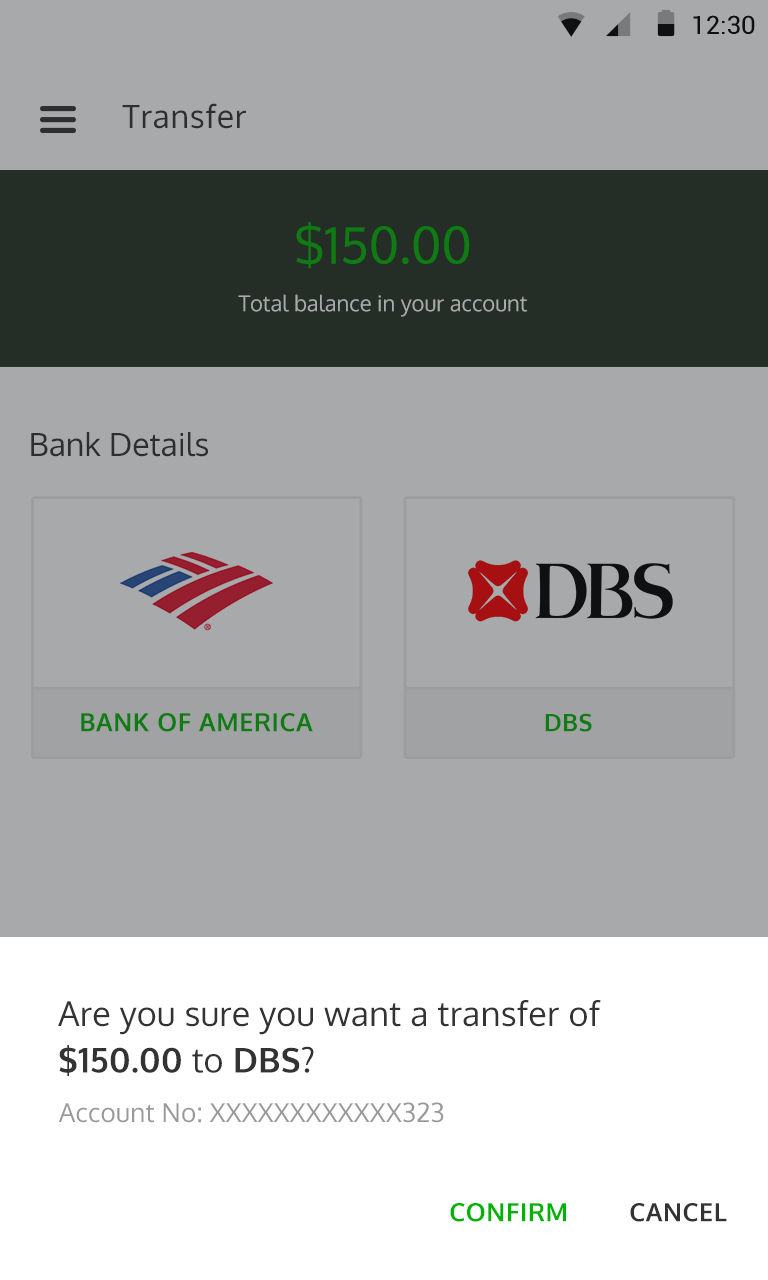 12:30
Transfer
$150.00
Total balance in your account
Bank Details
DBS
BANK OF AMERICA
DBS
Are you sure you want a transfer of
$150.00 to DBS?
Account No: XXXXXXXXXXXX323
CONFIRM
CANCEL